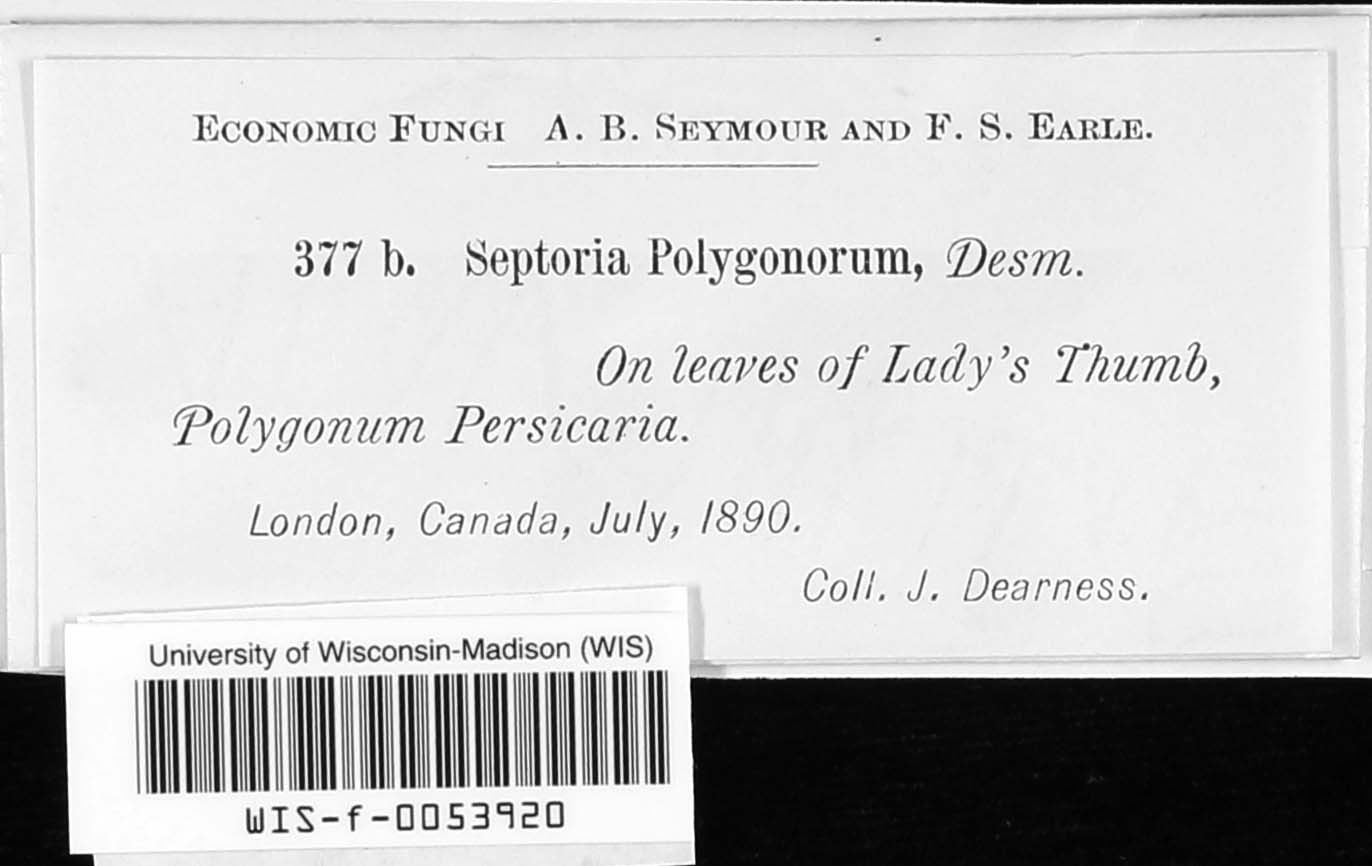 Economic Fungi A. B. Seymour and F. S. Earle.
377 b. Septoria Polygonorum, Desm.
On leaves of Lady's Thumb,
Polygonum Persicaria.
London, Canada, July, 1890.
Coll. J. Dearness.
University of Wisconsin-Madison (WIS)
WIS-f-0053920